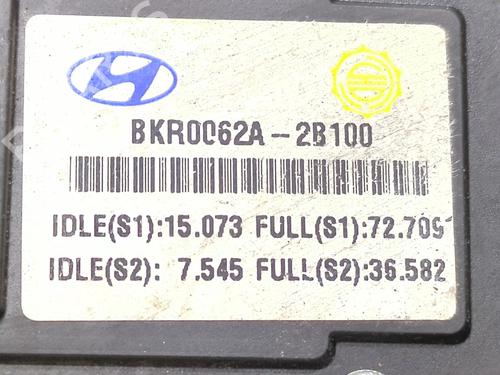 BKR0062A-2B100
IDLE(S1):15.073 FULL(S1):72.709
IDLE(S2): 7.545 FULL(S2):36.582